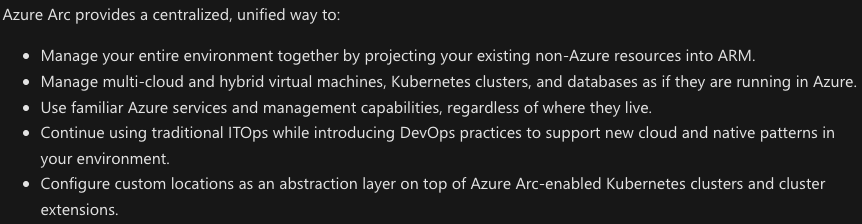 Azure Arc provides a centralized, unified way to:
• Manage your entire environment together by projecting your existing non-Azure resources into ARM.
• Manage multi-cloud and hybrid virtual machines, Kubernetes clusters, and databases as if they are running in Azure.
• Use familiar Azure services and management capabilities, regardless of where they live.
• Continue using traditional ITOps while introducing DevOps practices to support new cloud and native patterns in
your environment.
• Configure custom locations as an abstraction layer on top of Azure Arc-enabled Kubernetes clusters and cluster
extensions.